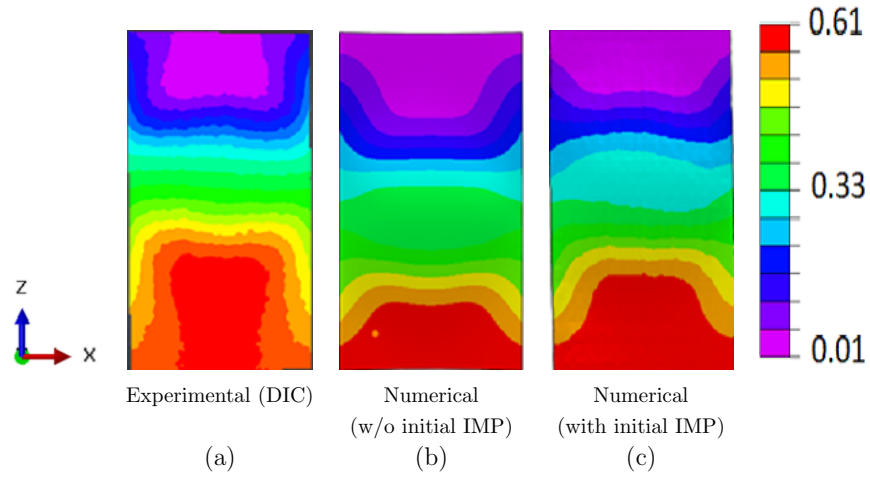 0.61
0.33
0.01
Z
X
Experimental (DIC)
Numerical
(w/o initial IMP)
Numerical
(with initial IMP)
(a)
(b)
(c)